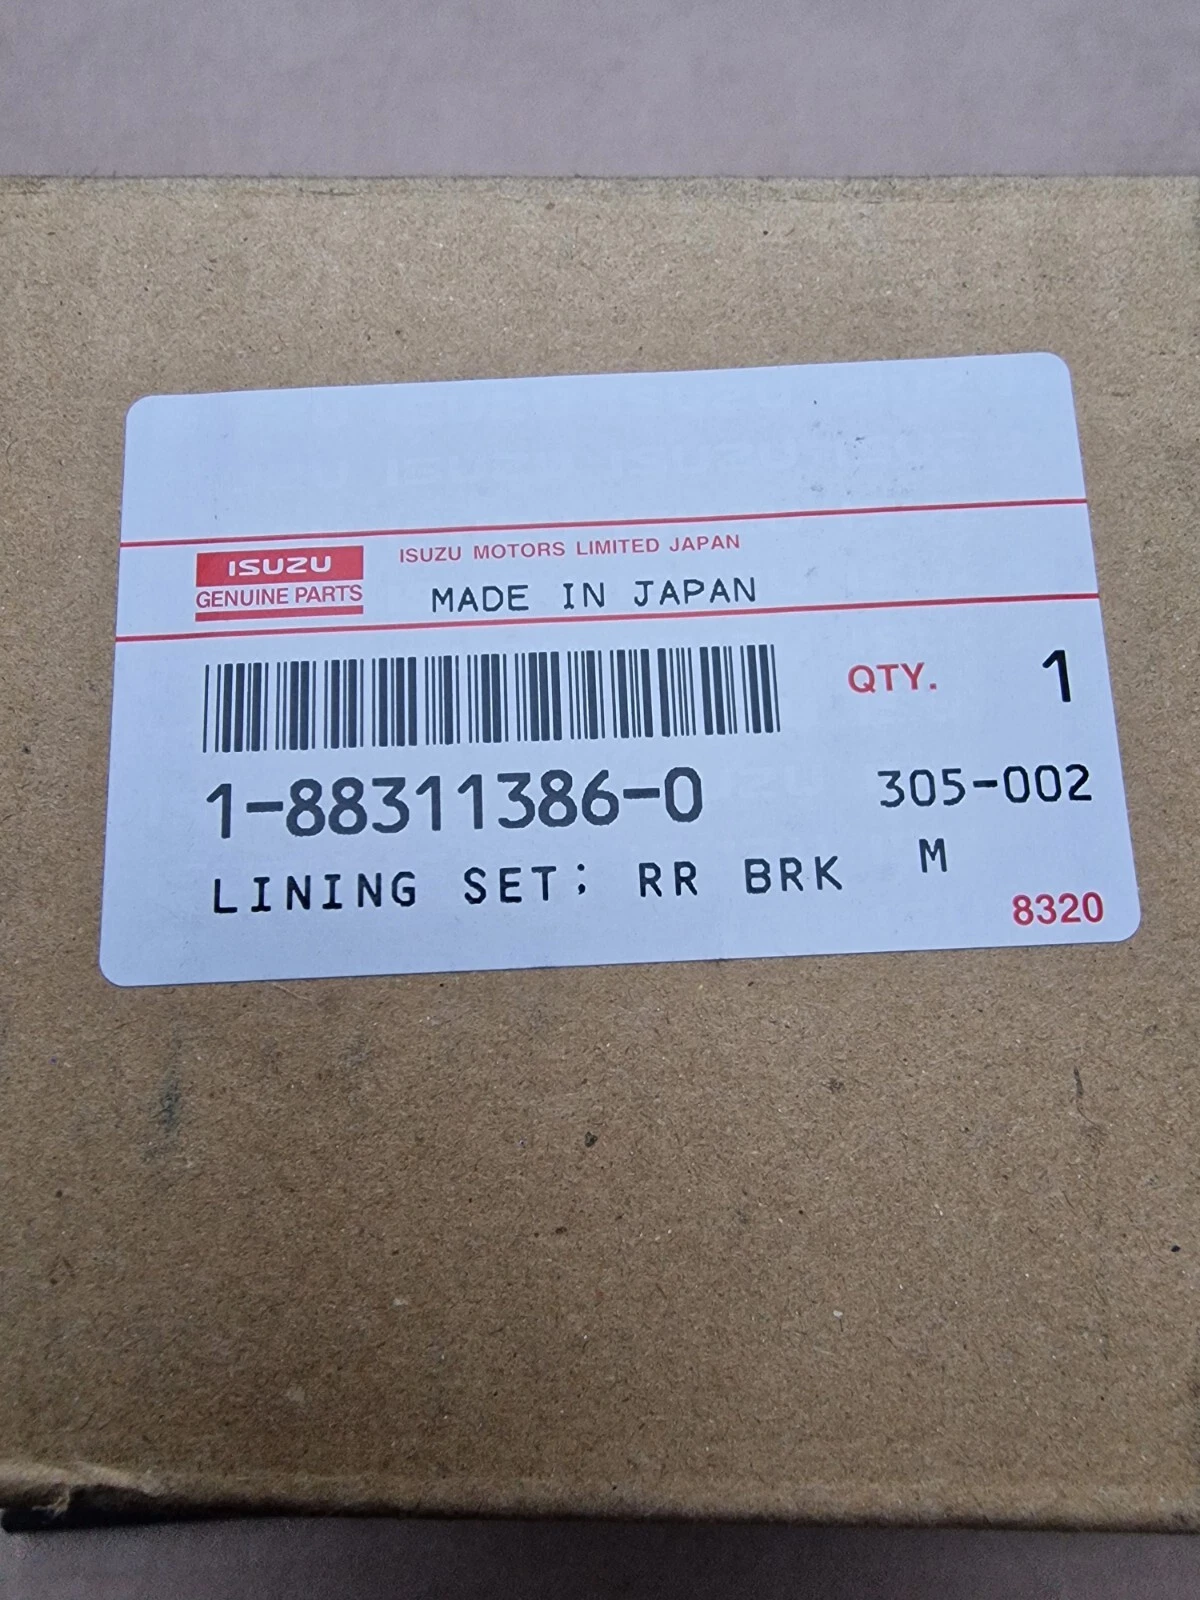 ISUZU
GENUINE PARTS
ISUZU MOTORS LIMITED JAPAN
MADE IN JAPAN
QTY. 1
1-88311386-0
305-002
LINING SET; RR BRK
M
8320